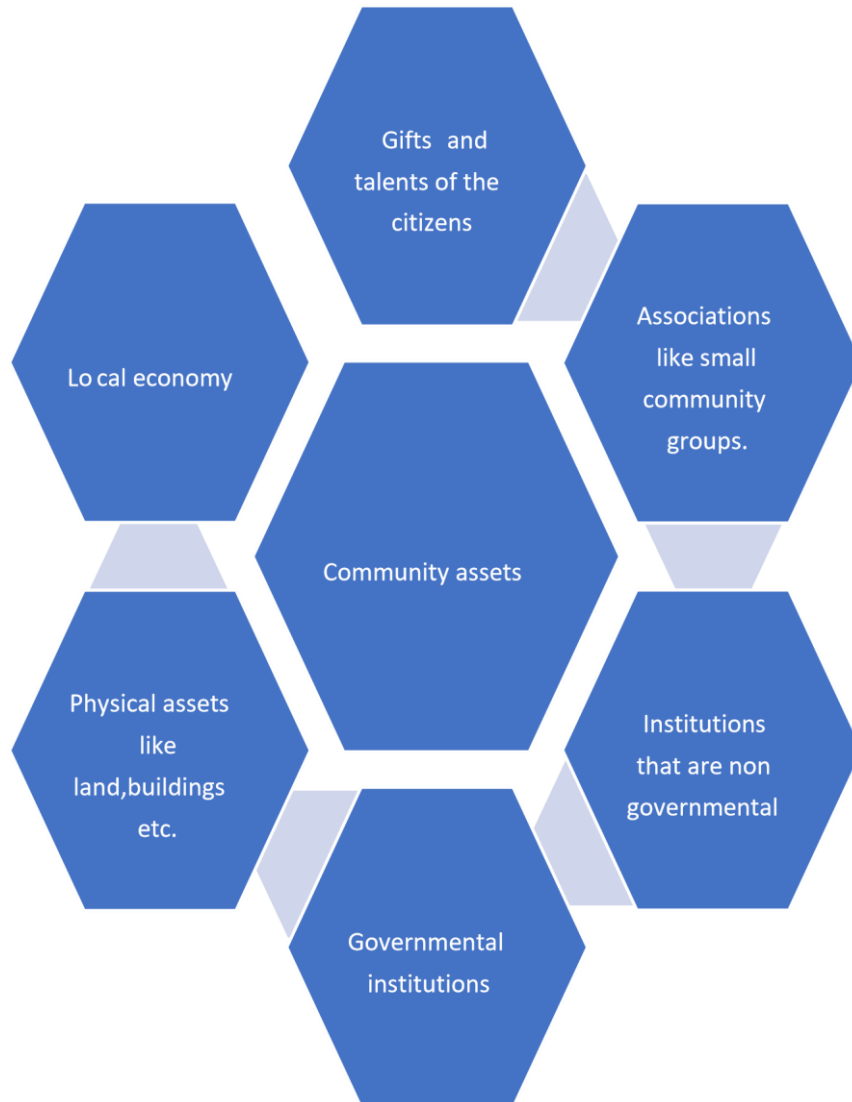 Gifts and
talents of the
citizens
Associations
like small
community
groups.
Lo cal economy
Community assets
Physical assets
like
land,buildings
etc.
Institutions
that are non
governmental
Governmental
institutions